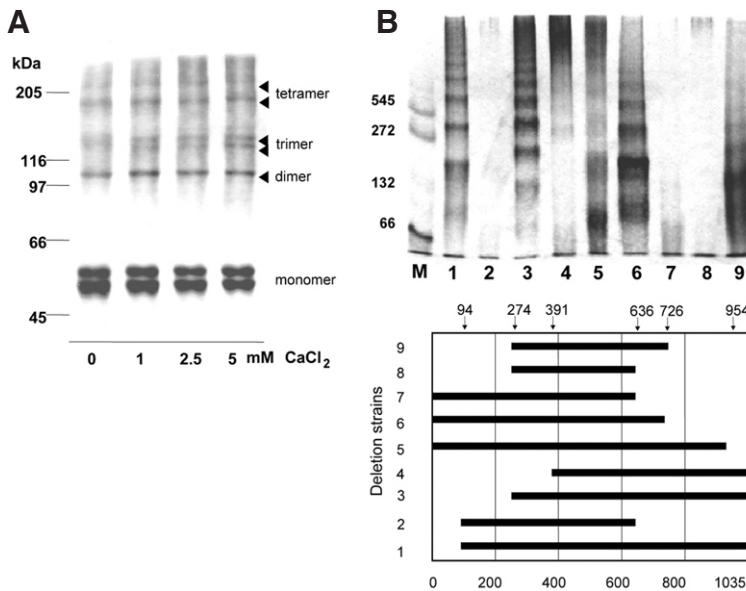 A
kDa
205
116
97
66
45
tetramer
trimer
dimer
monomer
0 1 2.5 5 mM CaCl2
B
545
272
132
66
M 1 2 3 4 5 6 7 8 9
94 274 391 636 726 954
Deletion strains
9
8
7
6
5
4
3
2
1
0 200 400 600 800 1035